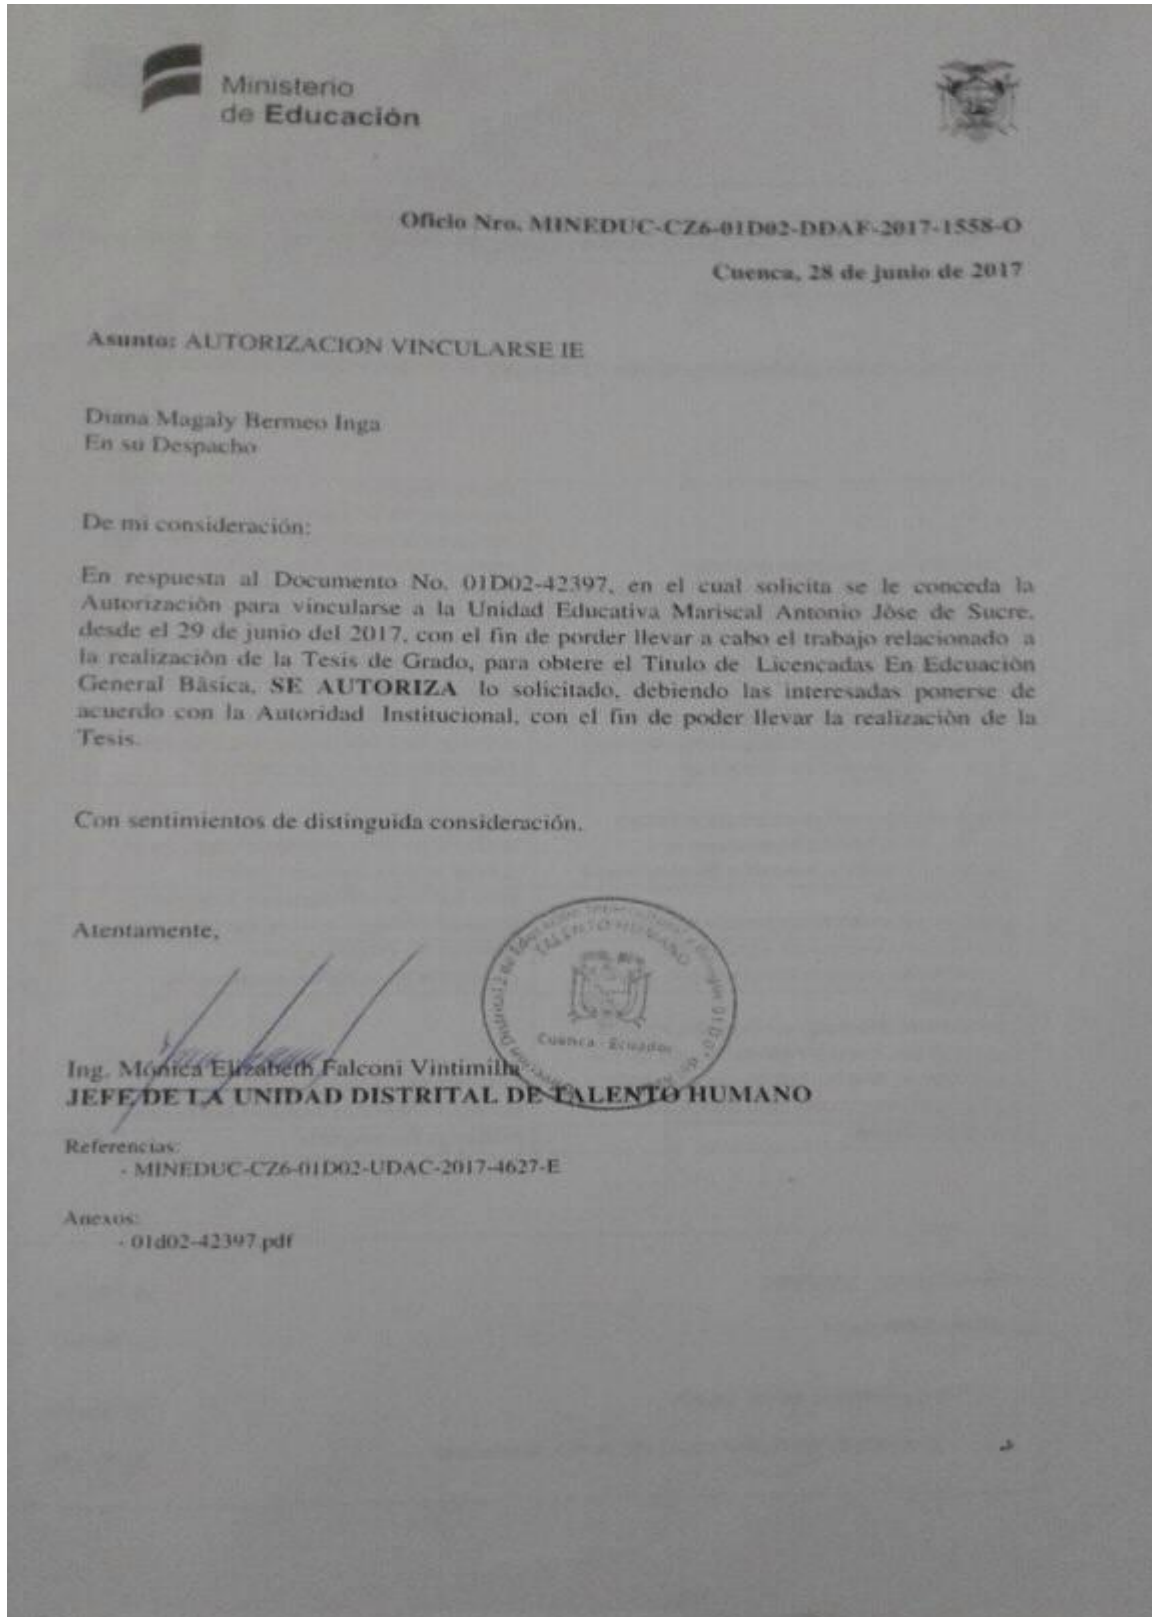 Ministerio
de Educación
Oficio Nro. MINEDUC-CZ6-01D02-DDAF-2017-1558-O
Cuenca, 28 de junio de 2017
Asunto: AUTORIZACION VINCULARSE IE
Diana Magaly Bermeo Inga
En su Despacho
De mi consideración:
En respuesta al Documento No. 01D02-42397, en el cual solicita se le conceda la
Autorización para vincularse a la Unidad Educativa Mariscal Antonio Jòse de Sucre,
desde el 29 de junio del 2017, con el fin de porder llevar a cabo el trabajo relacionado a
la realización de la Tesis de Grado, para obtere el Titulo de Licençadas En Edcuación
General Bàsica, SE AUTORIZA lo solicitado, debiendo las interesadas ponerse de
acuerdo con la Autoridad Institucional, con el fin de poder llevar la realización de la
Tesis.
Con sentimientos de distinguida consideración.
Atentamente,
TALENTO HUMANO
Cuenca - Ecuador
Ing. Mónica Elizabeth Falconi Vintimilla
JEFE DE LA UNIDAD DISTRITAL DE TALENTO HUMANO
Referencias:
- MINEDUC-CZ6-01D02-UDAC-2017-4627-E
Anexos:
- 01d02-42397.pdf